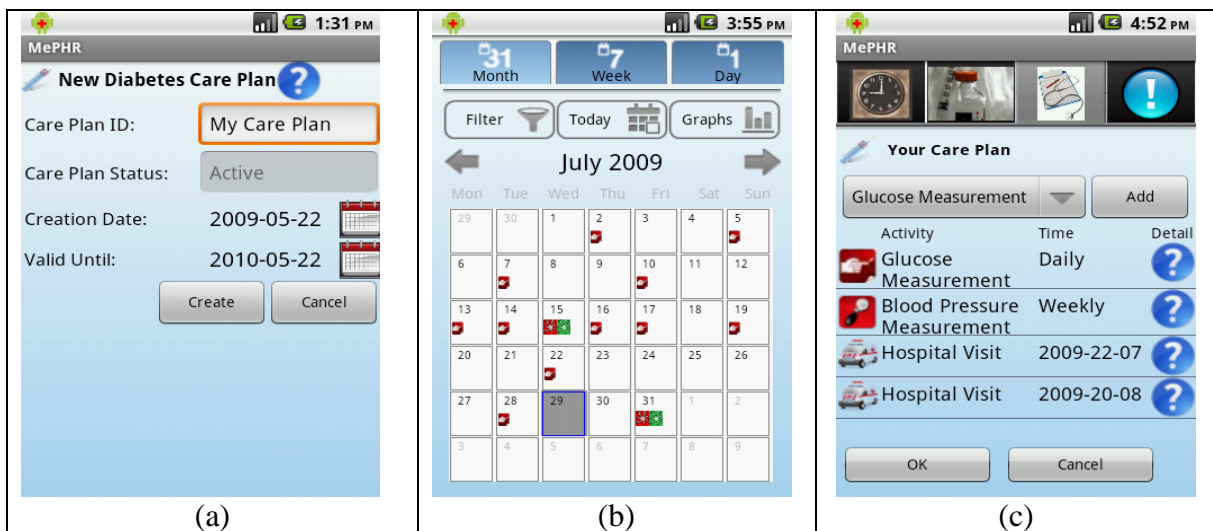 1:31 PM
MePHR
New Diabetes Care Plan ?
Care Plan ID: My Care Plan
Care Plan Status: Active
Creation Date: 2009-05-22
Valid Until: 2010-05-22
Create Cancel
(a)
3:55 PM
31 7 1
Month Week Day
Filter Today Graphs
July 2009
Mon Tue Wed Thu Fri Sat Sun
29 30 1 2 3 4 5
6 7 8 9 10 11 12
13 14 15 16 17 18 19
20 21 22 23 24 25 26
27 28 29 30 31 1 2
3 4 5 6 7 8 9
(b)
4:52 PM
MePHR
!
Your Care Plan
Glucose Measurement Add
Activity Time Detail
Glucose Daily ?
Measurement
Blood Pressure Weekly ?
Measurement
Hospital Visit 2009-22-07 ?
Hospital Visit 2009-20-08 ?
OK Cancel
(c)